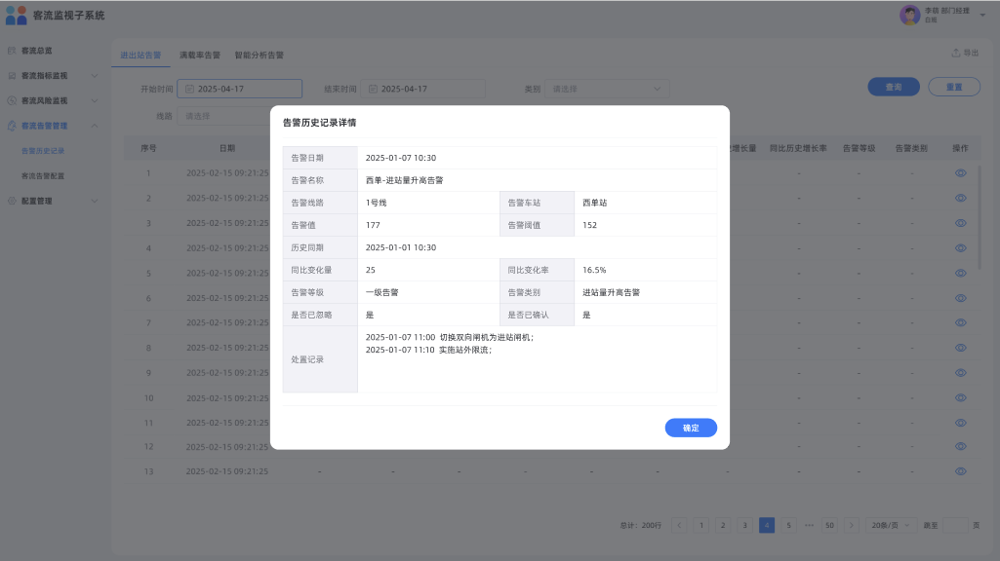 客流监视子系统
李萌 部门经理
白班
客流总览
客流指标监视
客流风险监视
客流告警管理
告警历史记录
客流告警配置
配置管理
进出站告警 满载率告警 智能分析告警
导出
开始时间 2025-04-17 结束时间 2025-04-17 类别 请选择
查询 重置
线路 请选择
序号 日期 增长量 同比历史增长率 告警等级 告警类别 操作
1 2025-02-15 09:21:25 - - -
2 2025-02-15 09:21:25 - - -
3 2025-02-15 09:21:25 - - -
4 2025-02-15 09:21:25 - - -
5 2025-02-15 09:21:25 - - -
6 2025-02-15 09:21:25 - - -
7 2025-02-15 09:21:25 - - -
8 2025-02-15 09:21:25 - - -
9 2025-02-15 09:21:25 - - -
10 2025-02-15 09:21:25 - - -
11 2025-02-15 09:21:25 - - -
12 2025-02-15 09:21:25 - - -
13 2025-02-15 09:21:25 - - - - - - - - - -
总计：200行 1 2 3 4 5 ••• 50 20条/页 跳至 页
告警历史记录详情
告警日期 2025-01-07 10:30
告警名称 西单-进站量升高告警
告警线路 1号线 告警车站 西单站
告警值 177 告警阈值 152
历史同期 2025-01-01 10:30
同比变化量 25 同比变化率 16.5%
告警等级 一级告警 告警类别 进站量升高告警
是否已忽略 是 是否已确认 是
处置记录
2025-01-07 11:00 切换双向闸机为进站闸机；
2025-01-07 11:10 实施站外限流；
确定